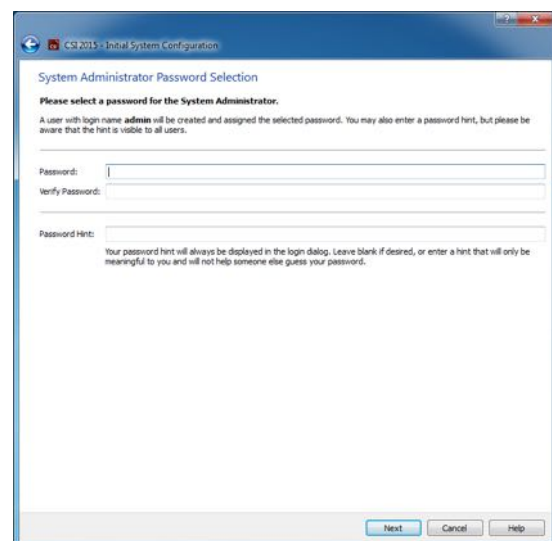 CSI 2015 - Initial System Configuration
System Administrator Password Selection
Please select a password for the System Administrator.
A user with login name admin will be created and assigned the selected password. You may also enter a password hint, but please be
aware that the hint is visible to all users.
Password:
Verify Password:
Password Hint:
Your password hint will always be displayed in the login dialog. Leave blank if desired, or enter a hint that will only be
meaningful to you and will not help someone else guess your password.
Next Cancel Help